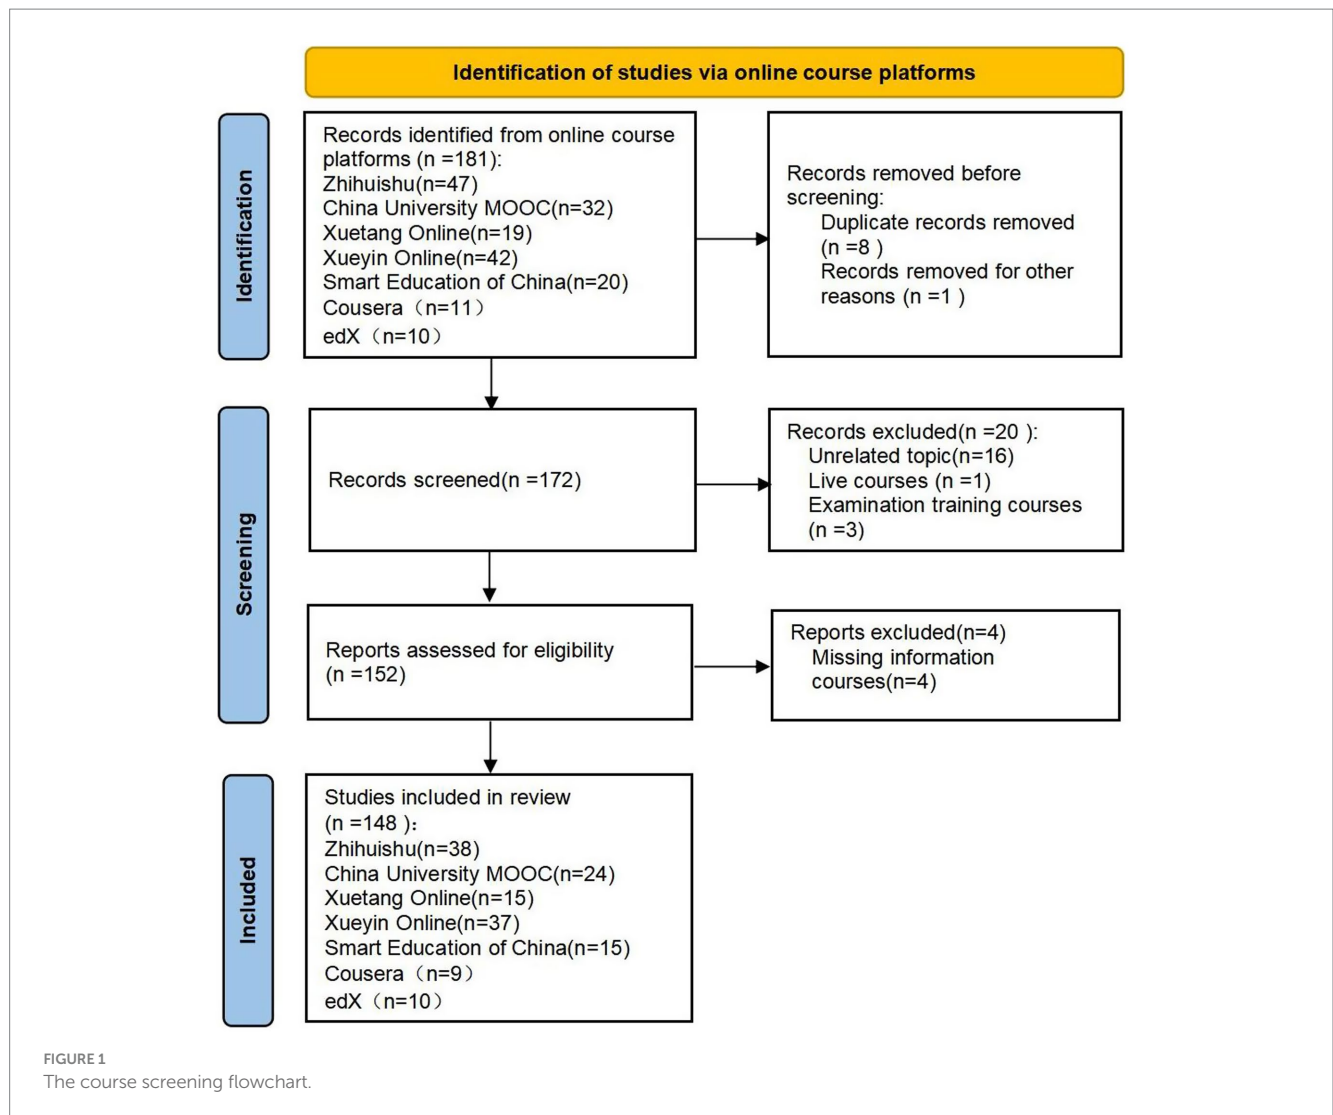 Identification of studies via online course platforms
Identification
Records identified from online course
platforms (n =181):
Zhihuishu(n=47)
China University MOOC(n=32)
Xuetang Online(n=19)
Xueyin Online(n=42)
Smart Education of China(n=20)
Cousera（n=11）
edX（n=10）
Records removed before
screening:
Duplicate records removed
(n =8 )
Records removed for other
reasons (n =1 )
Screening
Records screened(n =172)
Records excluded(n =20 ):
Unrelated topic(n=16)
Live courses (n =1)
Examination training courses
(n =3)
Reports assessed for eligibility
(n =152)
Reports excluded(n=4)
Missing information
courses(n=4)
Included
Studies included in review
(n =148 )：
Zhihuishu(n=38)
China University MOOC(n=24)
Xuetang Online(n=15)
Xueyin Online(n=37)
Smart Education of China(n=15)
Cousera（n=9）
edX（n=10）
FIGURE 1
The course screening flowchart.